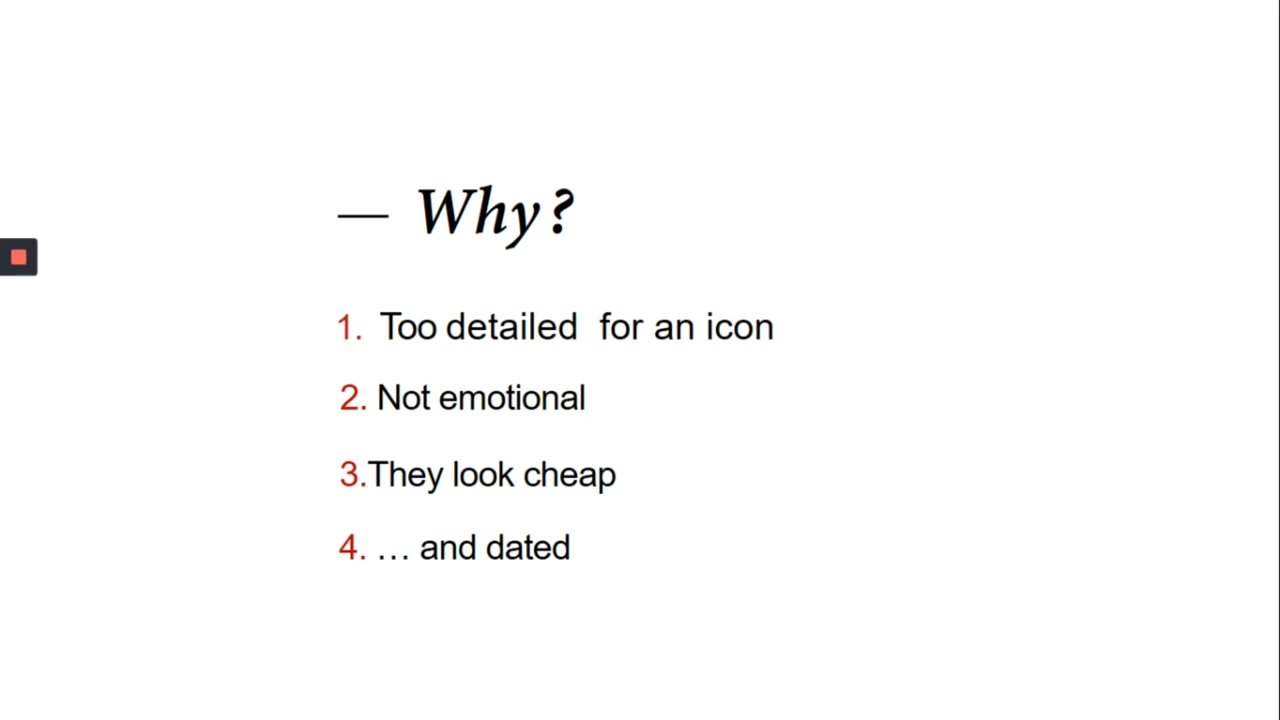 — Why?
1. Too detailed for an icon
2. Not emotional
3.They look cheap
4. … and dated